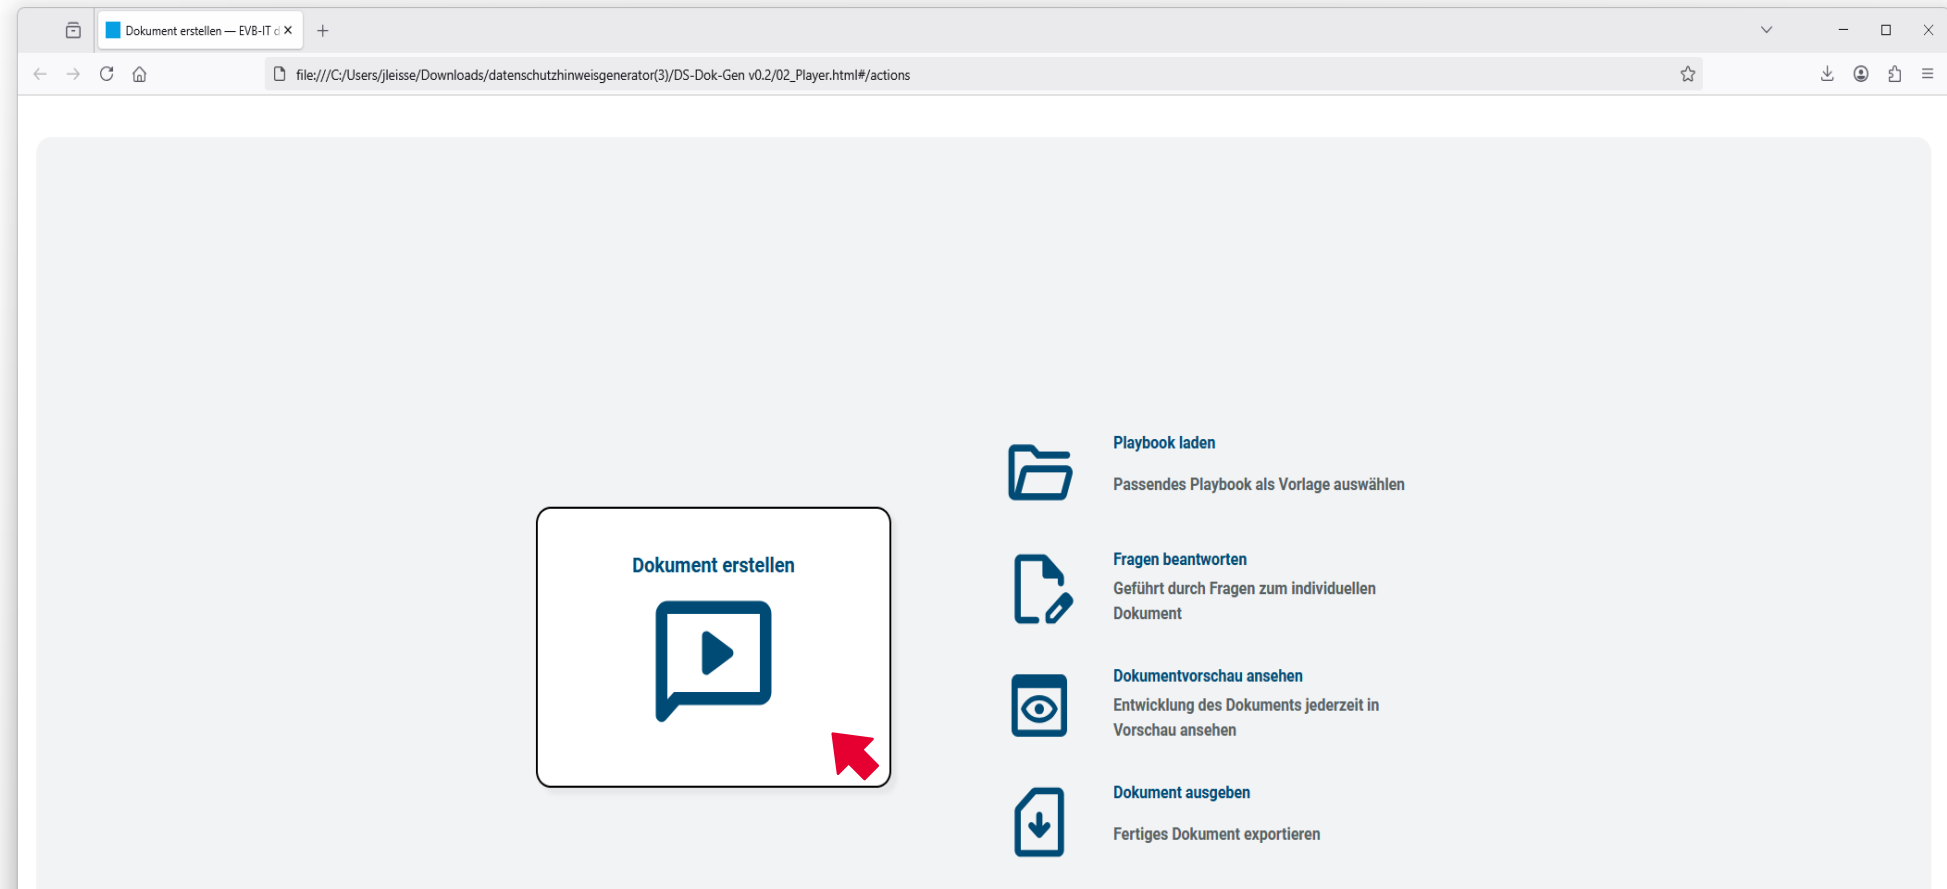 Dokument erstellen — EVB-IT
file:///C:/Users/jleisse/Downloads/datenschutzhinweisgenerator(3)/DS-Dok-Gen v0.2/02_Player.html#/actions
Dokument erstellen
Playbook laden
Passendes Playbook als Vorlage auswählen
Fragen beantworten
Geführt durch Fragen zum individuellen
Dokument
Dokumentvorschau ansehen
Entwicklung des Dokuments jederzeit in
Vorschau ansehen
Dokument ausgeben
Fertiges Dokument exportieren